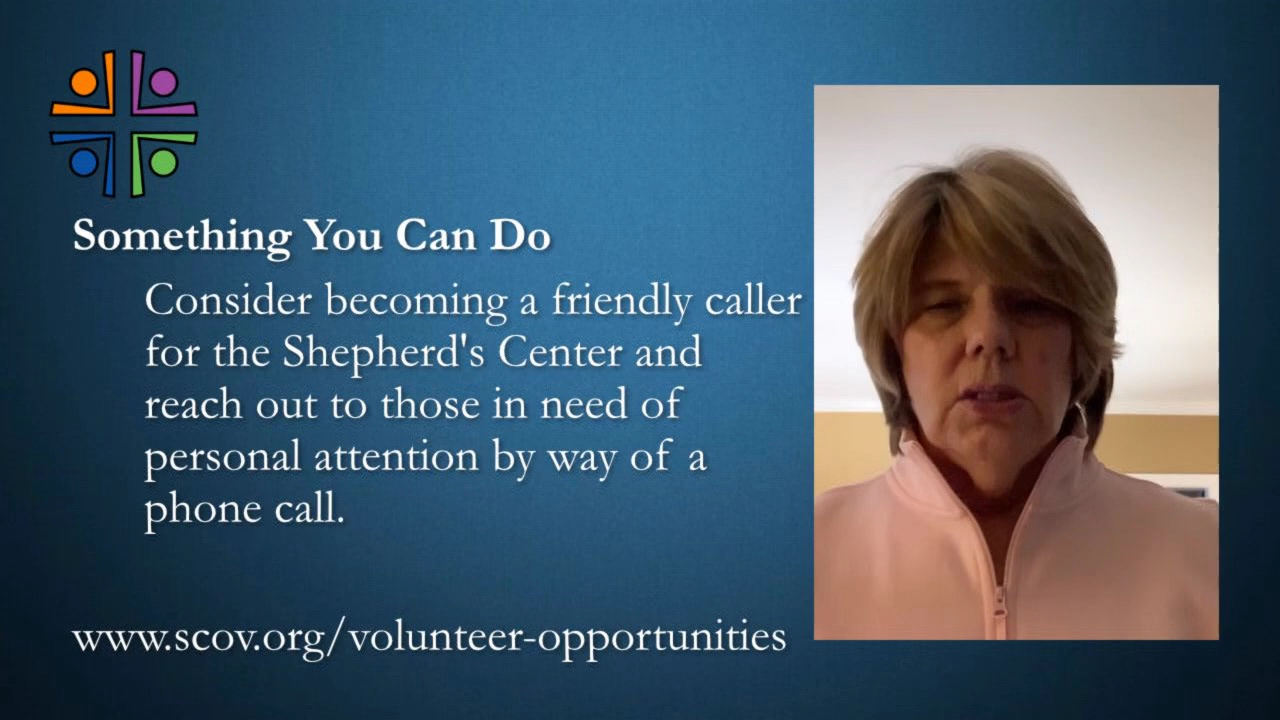 Something You Can Do
Consider becoming a friendly caller
for the Shepherd's Center and
reach out to those in need of
personal attention by way of a
phone call.
www.scov.org/volunteer-opportunities